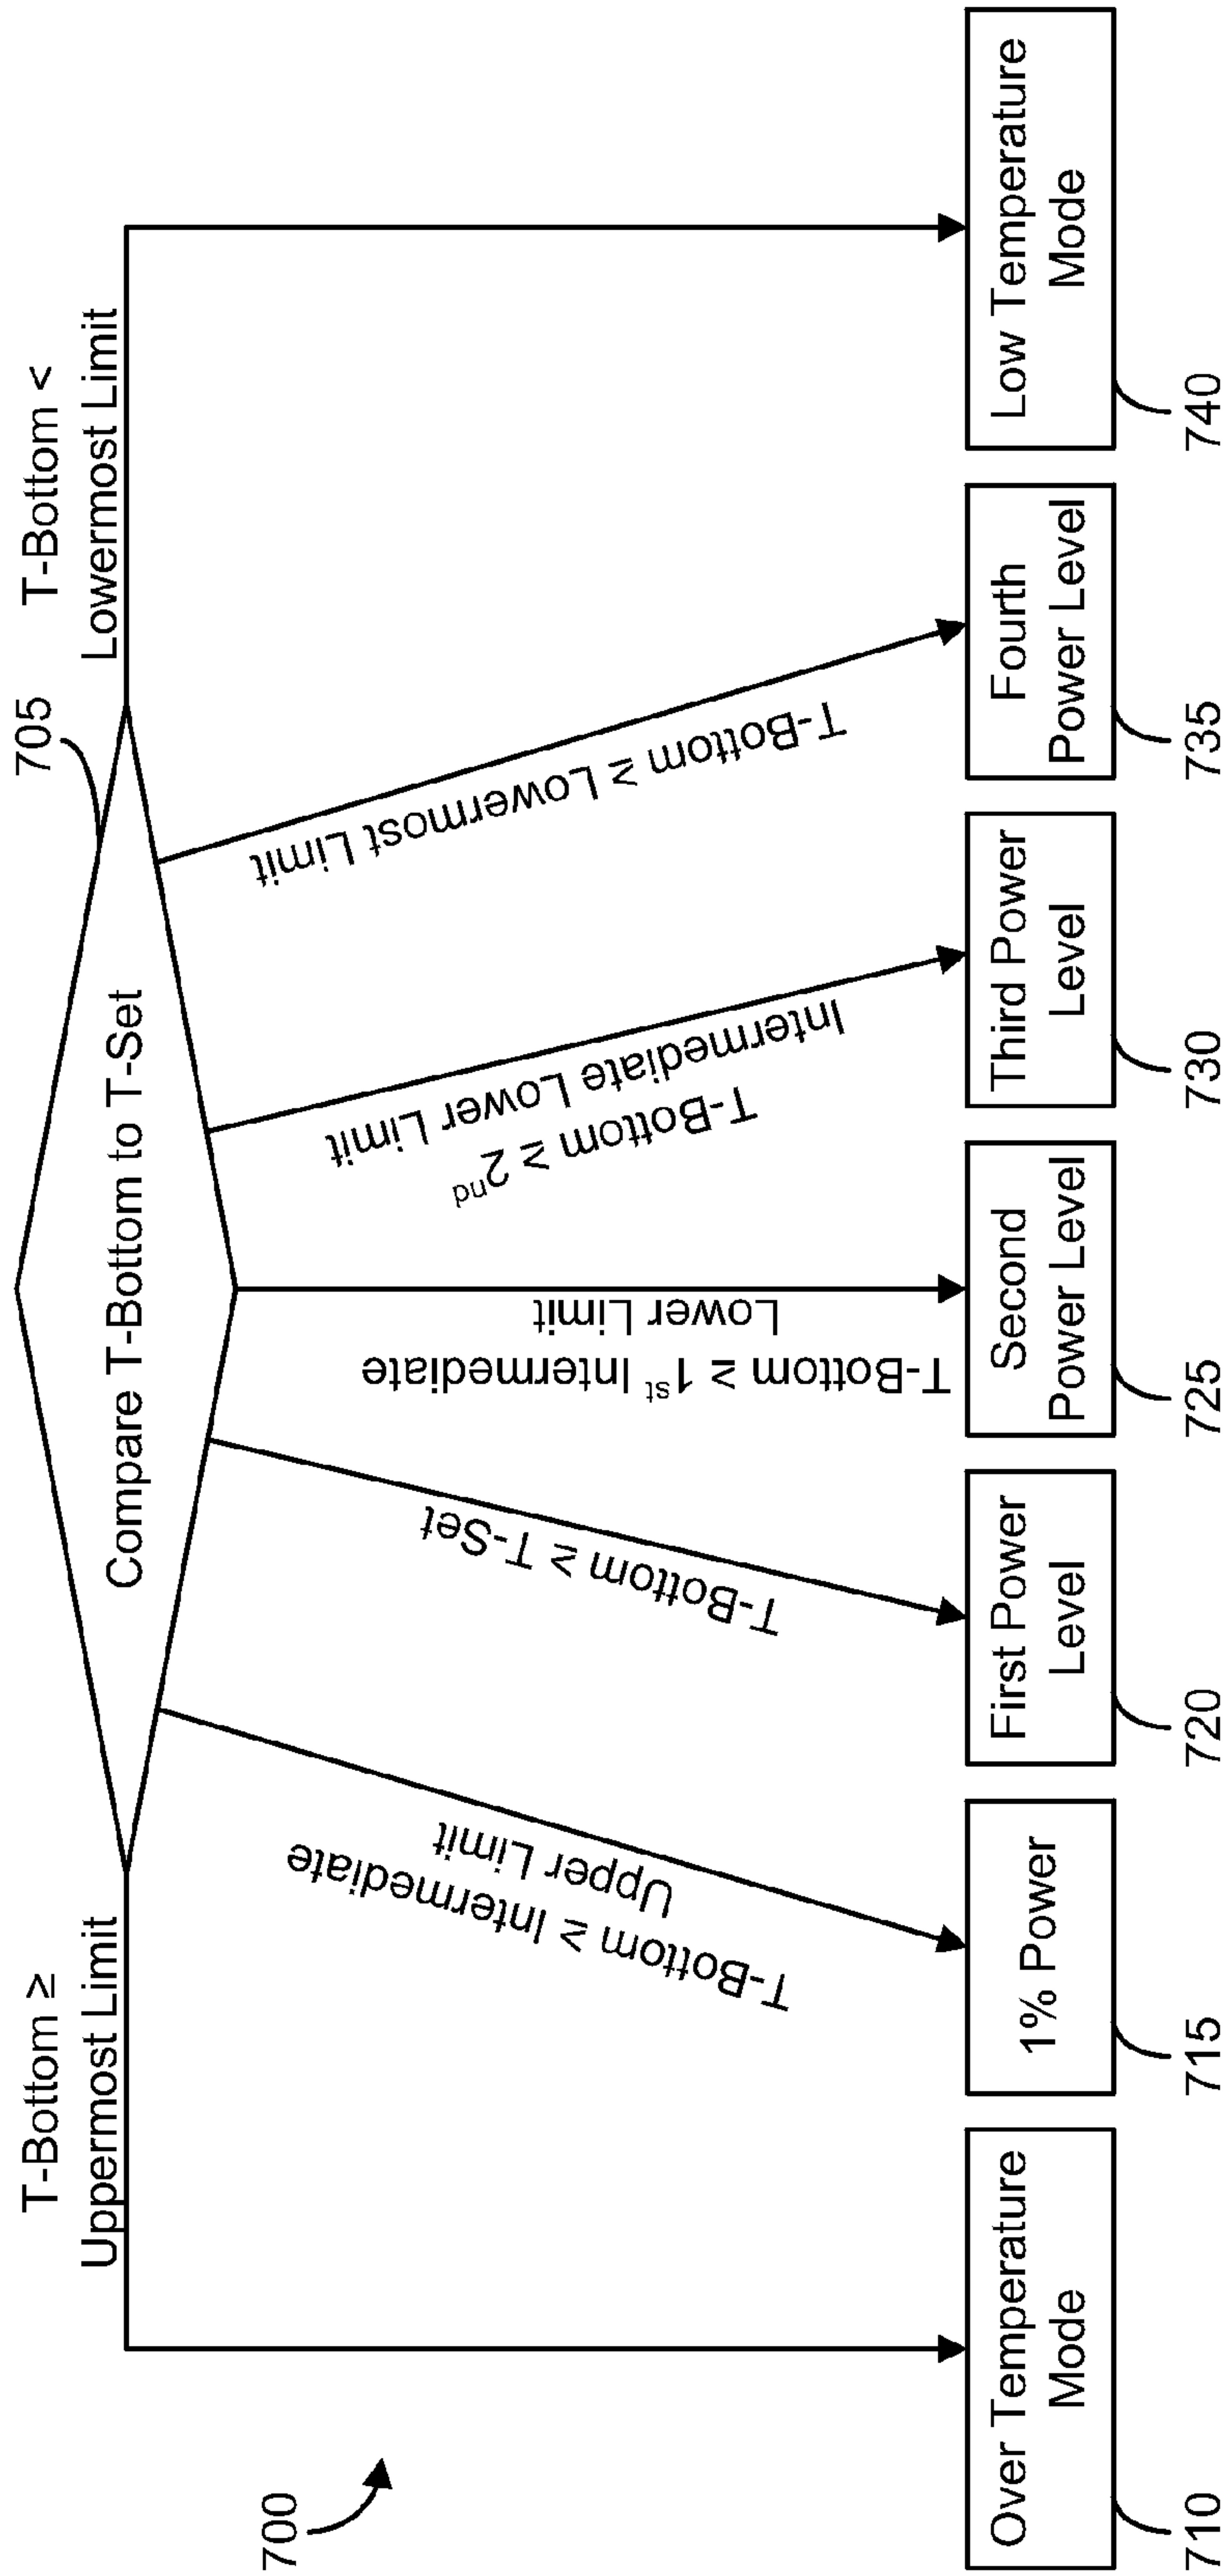 700
T-Bottom ≥
Uppermost Limit
705
T-Bottom <
Lowermost Limit
Compare T-Bottom to T-Set
T-Bottom ≥ Intermediate
Upper Limit
T-Bottom ≥ T-Set
T-Bottom ≥ 1st Intermediate
Lower Limit
T-Bottom ≥ 2nd
Intermediate Lower Limit
T-Bottom ≥ Lowermost Limit
Over Temperature
Mode
710
1% Power
715
First Power
Level
720
Second
Power Level
725
Third Power
Level
730
Fourth
Power Level
735
Low Temperature
Mode
740